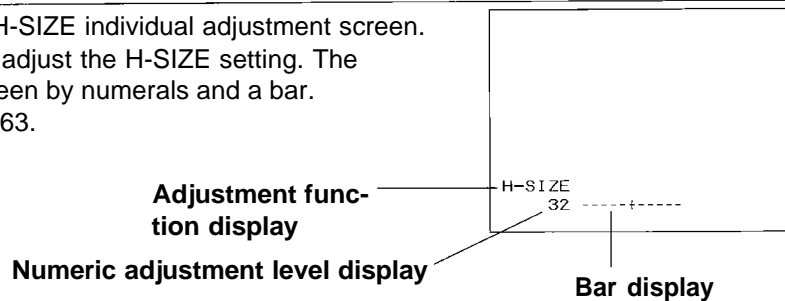 H-SIZE individual adjustment screen.
adjust the H-SIZE setting. The
een by numerals and a bar.
63.
H-SIZE
32 -----+-----
Adjustment func-
tion display
Numeric adjustment level display
Bar display